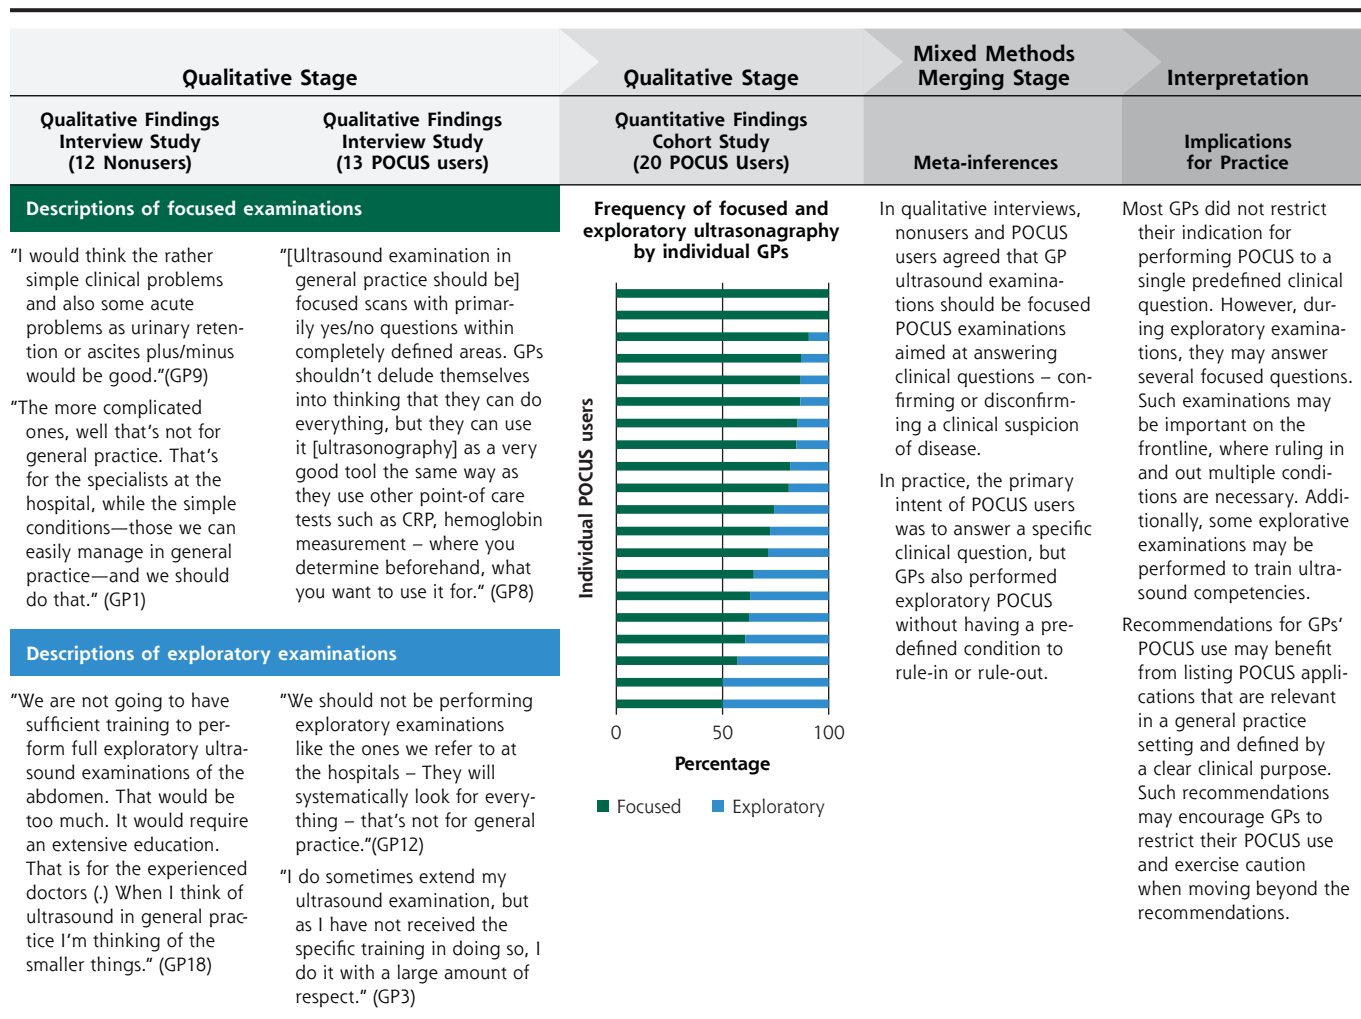 Qualitative Stage
Qualitative Stage
Mixed Methods
Merging Stage
Interpretation
Qualitative Findings
Interview Study
(12 Nonusers)
Qualitative Findings
Interview Study
(13 POCUS users)
Quantitative Findings
Cohort Study
(20 POCUS Users)
Meta-inferences
Implications
for Practice
Descriptions of focused examinations
"I would think the rather
simple clinical problems
and also some acute
problems as urinary reten-
tion or ascites plus/minus
would be good."(GP9)
"The more complicated
ones, well that's not for
general practice. That's
for the specialists at the
hospital, while the simple
conditions—those we can
easily manage in general
practice—and we should
do that." (GP1)
"[Ultrasound examination in
general practice should be]
focused scans with primar-
ily yes/no questions within
completely defined areas. GPs
shouldn't delude themselves
into thinking that they can do
everything, but they can use
it [ultrasonography] as a very
good tool the same way as
they use other point-of care
tests such as CRP, hemoglobin
measurement – where you
determine beforehand, what
you want to use it for." (GP8)
Descriptions of exploratory examinations
"We are not going to have
sufficient training to per-
form full exploratory ultra-
sound examinations of the
abdomen. That would be
too much. It would require
an extensive education.
That is for the experienced
doctors (.) When I think of
ultrasound in general prac-
tice I'm thinking of the
smaller things." (GP18)
"We should not be performing
exploratory examinations
like the ones we refer to at
the hospitals – They will
systematically look for every-
thing – that's not for general
practice."(GP12)
"I do sometimes extend my
ultrasound examination, but
as I have not received the
specific training in doing so, I
do it with a large amount of
respect." (GP3)
Frequency of focused and
exploratory ultrasonagraphy
by individual GPs
Individual POCUS users
0 50 100
Percentage
Focused Exploratory
In qualitative interviews,
nonusers and POCUS
users agreed that GP
ultrasound examina-
tions should be focused
POCUS examinations
aimed at answering
clinical questions – con-
firming or disconfirm-
ing a clinical suspicion
of disease.
In practice, the primary
intent of POCUS users
was to answer a specific
clinical question, but
GPs also performed
exploratory POCUS
without having a pre-
defined condition to
rule-in or rule-out.
Most GPs did not restrict
their indication for
performing POCUS to a
single predefined clinical
question. However, dur-
ing exploratory examina-
tions, they may answer
several focused questions.
Such examinations may
be important on the
frontline, where ruling in
and out multiple condi-
tions are necessary. Addi-
tionally, some explorative
examinations may be
performed to train ultra-
sound competencies.
Recommendations for GPs'
POCUS use may benefit
from listing POCUS appli-
cations that are relevant
in a general practice
setting and defined by
a clear clinical purpose.
Such recommendations
may encourage GPs to
restrict their POCUS use
and exercise caution
when moving beyond the
recommendations.